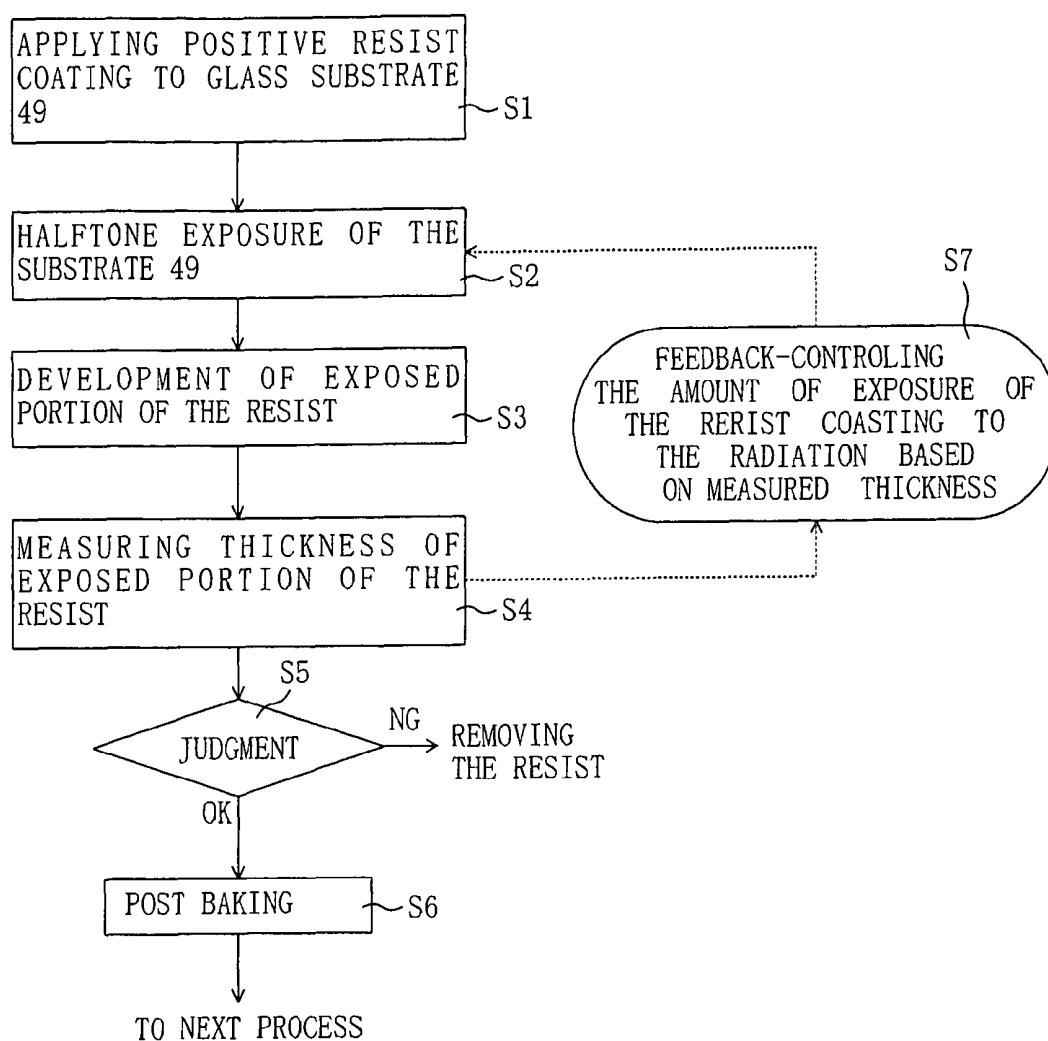 APPLYING POSITIVE RESIST
COATING TO GLASS SUBSTRATE
49
S1
HALFTONE EXPOSURE OF THE
SUBSTRATE 49
S2
DEVELOPMENT OF EXPOSED
PORTION OF THE RESIST
S3
MEASURING THICKNESS OF
EXPOSED PORTION OF THE
RESIST
S4
S7
FEEDBACK-CONTROLING
THE AMOUNT OF EXPOSURE OF
THE RERIST COASTING TO
THE RADIATION BASED
ON MEASURED THICKNESS
S5
JUDGMENT
NG
REMOVING
THE RESIST
OK
POST BAKING
S6
TO NEXT PROCESS